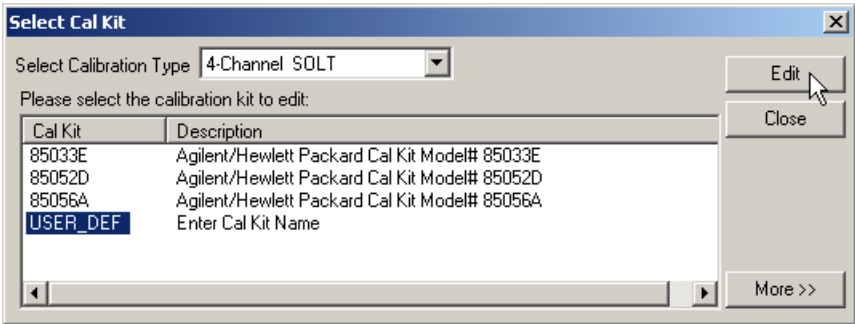 Select Cal Kit
Select Calibration Type 4-Channel SOLT
Edit
Please select the calibration kit to edit:
Close
Cal Kit Description
85033E Agilent/Hewlett Packard Cal Kit Model# 85033E
85052D Agilent/Hewlett Packard Cal Kit Model# 85052D
85056A Agilent/Hewlett Packard Cal Kit Model# 85056A
USER_DEF Enter Cal Kit Name
More >>